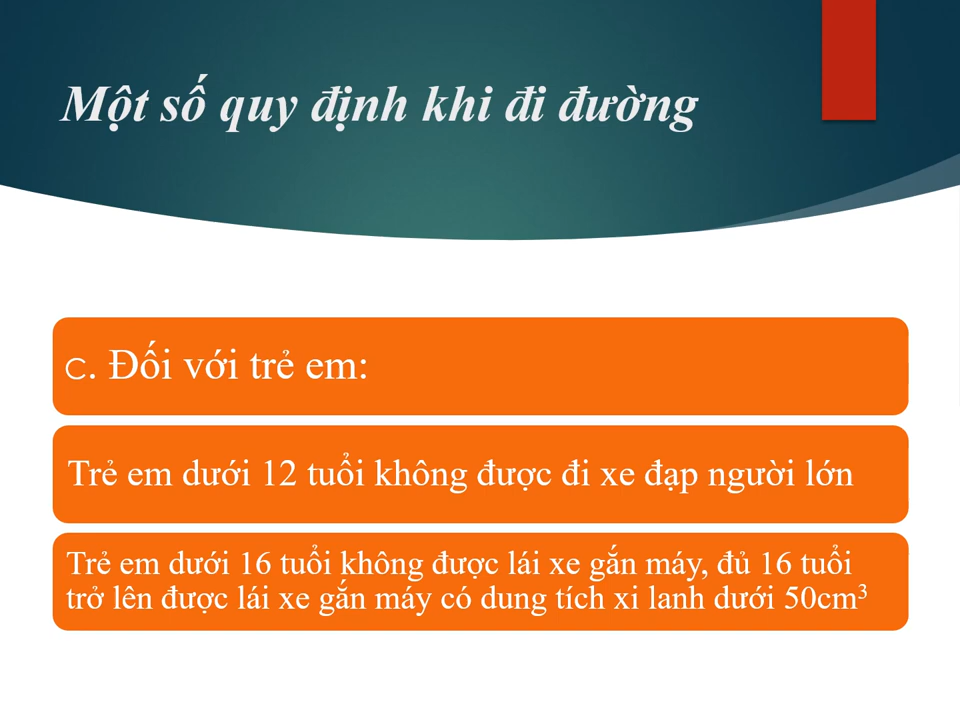 Một số quy định khi đi đường
c. Đối với trẻ em:
Trẻ em dưới 12 tuổi không được đi xe đạp người lớn
Trẻ em dưới 16 tuổi không được lái xe gắn máy, đủ 16 tuổi
trở lên được lái xe gắn máy có dung tích xi lanh dưới 50cm³